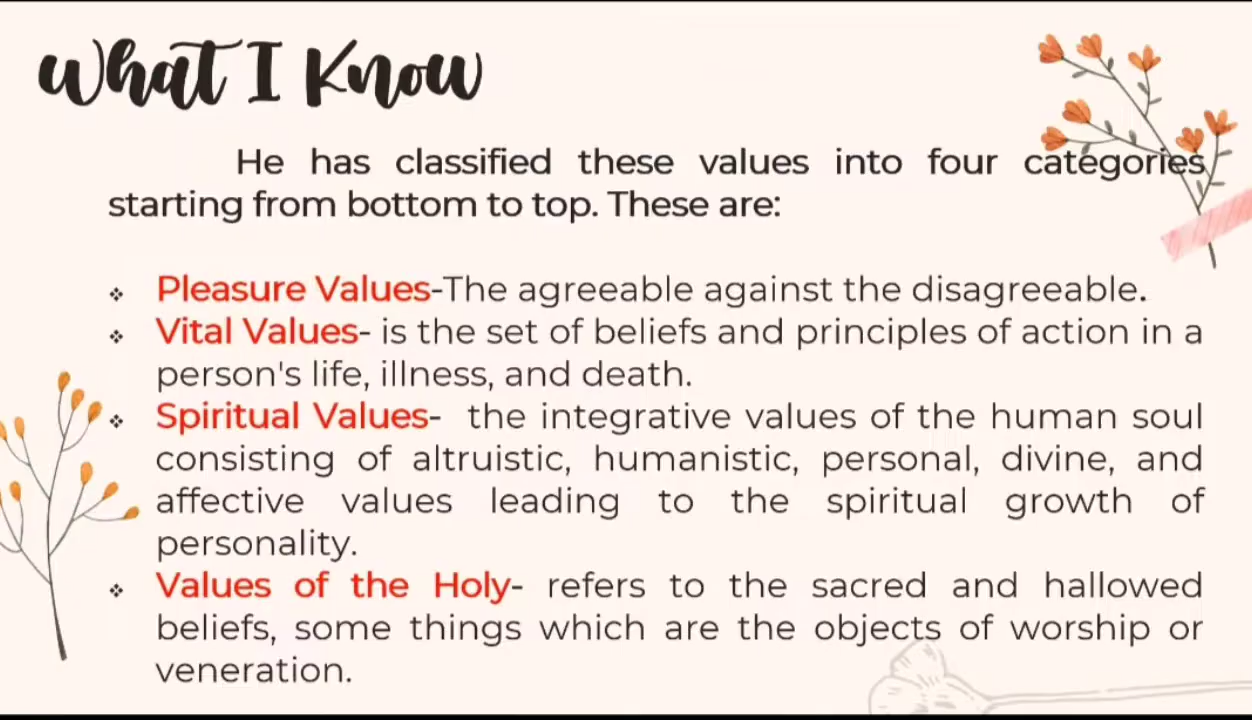 What I Know
He has classified these values into four categories
starting from bottom to top. These are:
❖ Pleasure Values-The agreeable against the disagreeable.
❖ Vital Values- is the set of beliefs and principles of action in a
person's life, illness, and death.
❖ Spiritual Values- the integrative values of the human soul
consisting of altruistic, humanistic, personal, divine, and
affective values leading to the spiritual growth of
personality.
❖ Values of the Holy- refers to the sacred and hallowed
beliefs, some things which are the objects of worship or
veneration.